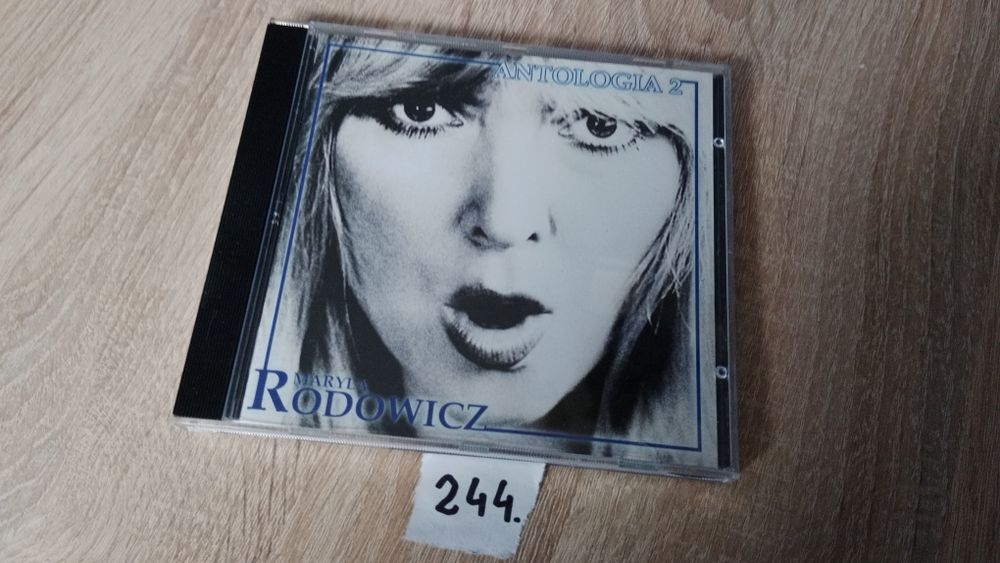 ANTOLOGIA 2
MARYLA
RODOWICZ
244.